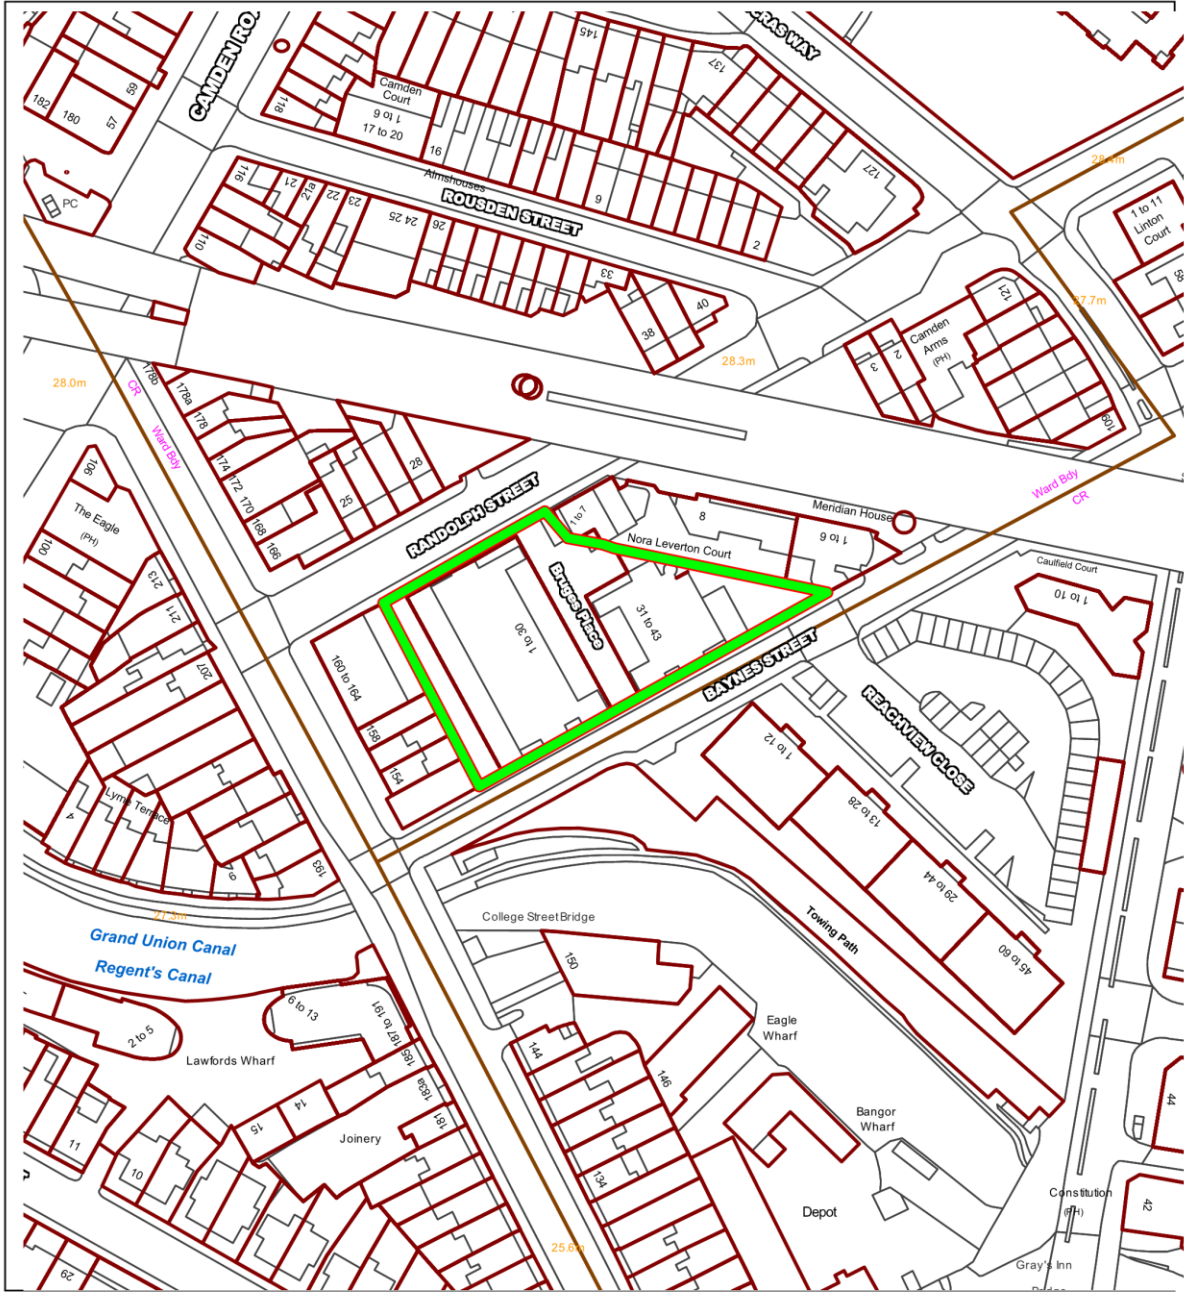 CAMDEN RO
CRAS WAY
145
137
59
182
180
57
118
Camden
Court
1 to 6
17 to 20
16
127
28.4m
Almshouses
ROUSDEN STREET
9
2
116
21
21a
22
23
24 25
26
PC
110
33
38
40
28.3m
1 to 11
Linton
Court
58
27.7m
121
Camden
Arms
(PH)
2
3
109
28.0m
178b
CR
178a
178
174
172
170
168
166
Ward Bdy
25
28
106
The Eagle
(PH)
100
213
211
207
RANDOLPH STREET
1 to 7
8
Meridian House
1 to 6
Ward Bdy
CR
Nora Leverton Court
Bruges Place
1 to 30
31 to 43
BAYNES STREET
Caulfield Court
1 to 10
160 to 164
158
154
REACHVIEW CLOSE
1 to 12
13 to 28
29 to 44
45 to 60
Lyme Terrace
4
9
193
27.3m
Grand Union Canal
Regent's Canal
College Street Bridge
Towing Path
150
Eagle
Wharf
6 to 13
187 to 191
2 to 5
Lawfords Wharf
185
183a
181
144
146
134
14
15
Joinery
11
10
Bangor
Wharf
44
Depot
Constitution
(PH)
42
25.6m
29
Gray's Inn